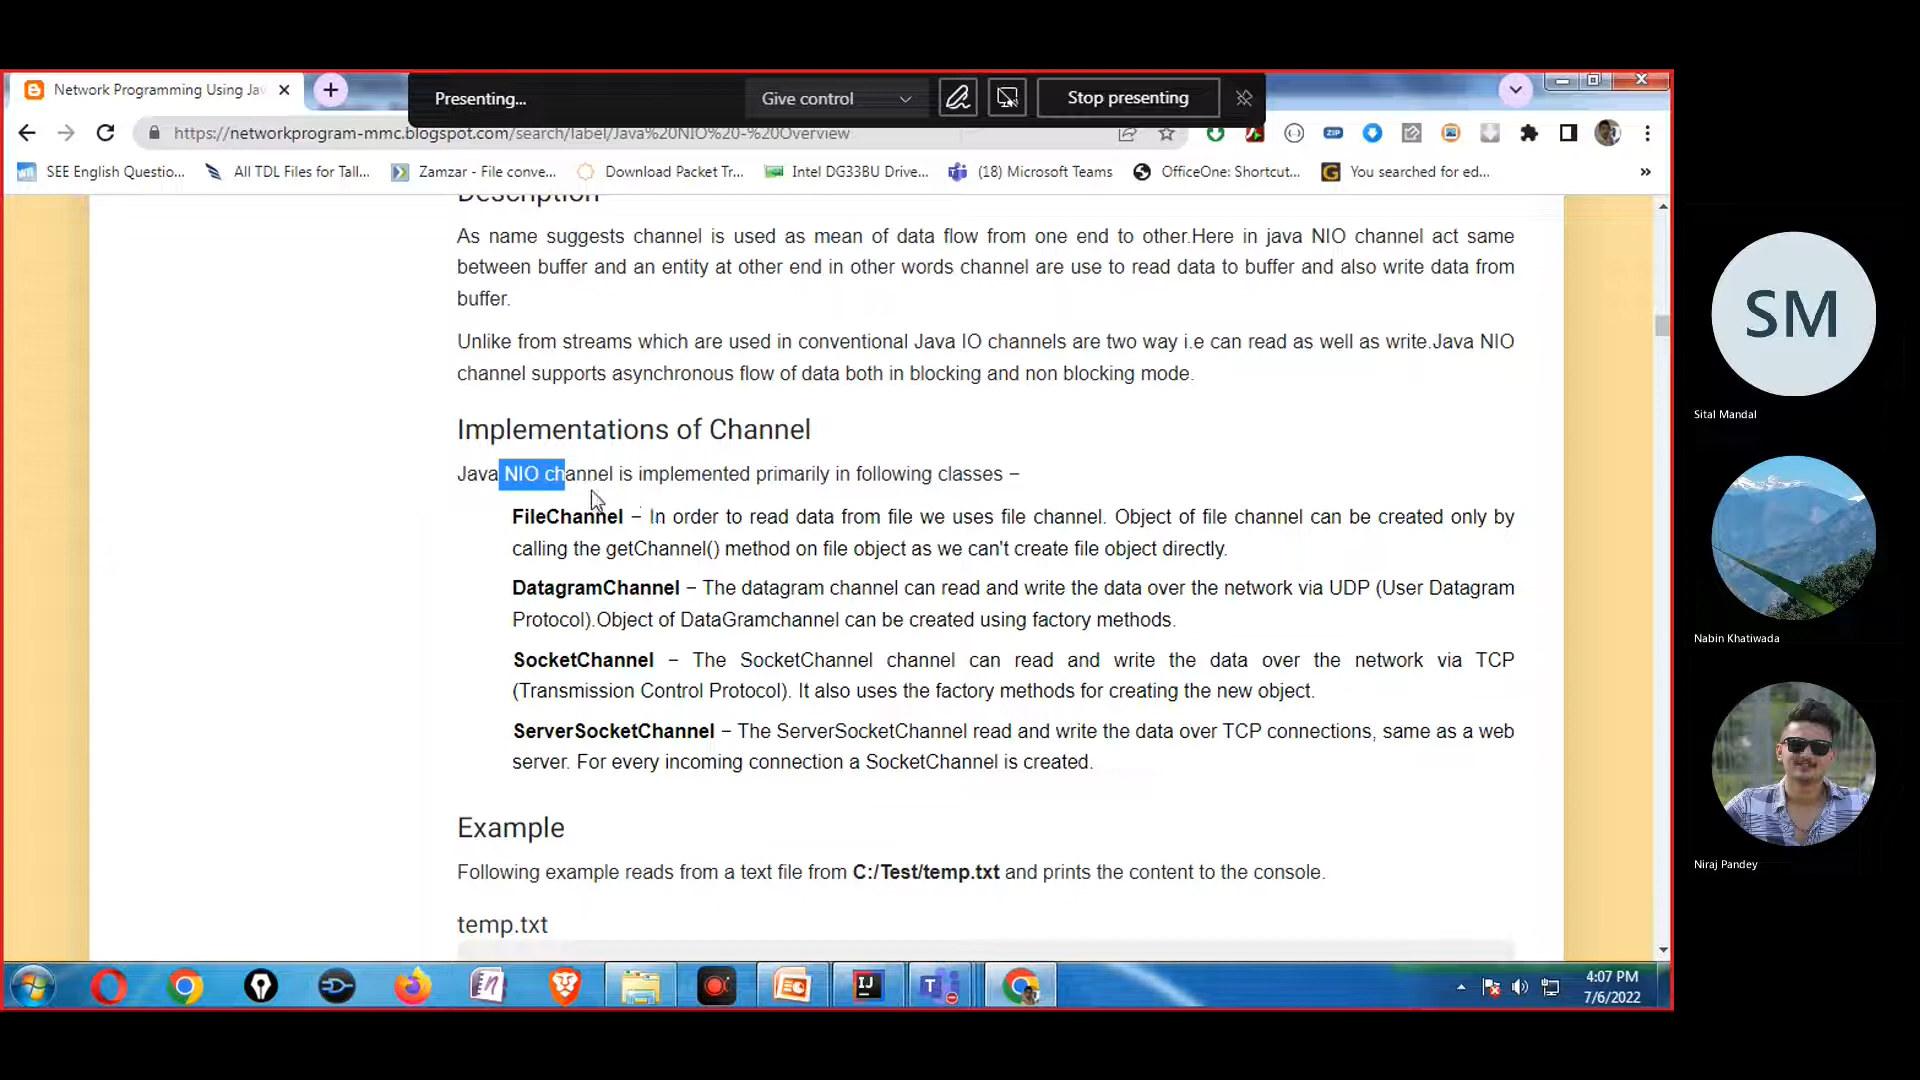 Network Programming Using Jav
Presenting...
Give control
Stop presenting
https://networkprogram-mmc.blogspot.com/search/label/Java%20NIO%20-%20Overview
ZIP
SEE English Questio...
All TDL Files for Tall...
Zamzar - File conve...
Download Packet Tr...
Intel DG33BU Drive...
(18) Microsoft Teams
OfficeOne: Shortcut...
You searched for ed...
Description
As name suggests channel is used as mean of data flow from one end to other.Here in java NIO channel act same
between buffer and an entity at other end in other words channel are use to read data to buffer and also write data from
buffer.
Unlike from streams which are used in conventional Java IO channels are two way i.e can read as well as write.Java NIO
channel supports asynchronous flow of data both in blocking and non blocking mode.
Implementations of Channel
Java NIO channel is implemented primarily in following classes −
FileChannel − In order to read data from file we uses file channel. Object of file channel can be created only by
calling the getChannel() method on file object as we can't create file object directly.
DatagramChannel − The datagram channel can read and write the data over the network via UDP (User Datagram
Protocol).Object of DataGramchannel can be created using factory methods.
SocketChannel − The SocketChannel channel can read and write the data over the network via TCP
(Transmission Control Protocol). It also uses the factory methods for creating the new object.
ServerSocketChannel − The ServerSocketChannel read and write the data over TCP connections, same as a web
server. For every incoming connection a SocketChannel is created.
Example
Following example reads from a text file from C:/Test/temp.txt and prints the content to the console.
temp.txt
IJ
4:07 PM
7/6/2022
SM
Sital Mandal
Nabin Khatiwada
Niraj Pandey